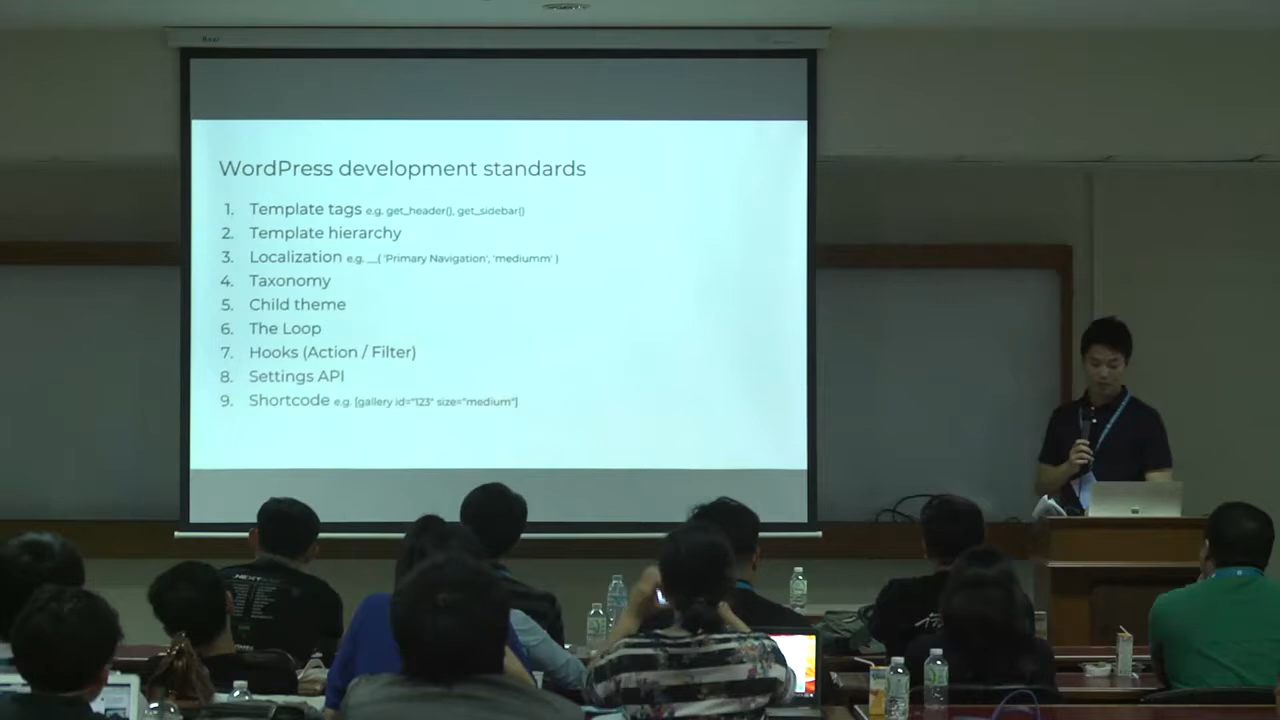 WordPress development standards
1. Template tags e.g. get_header(), get_sidebar()
2. Template hierarchy
3. Localization e.g. __( 'Primary Navigation', 'mediumm' )
4. Taxonomy
5. Child theme
6. The Loop
7. Hooks (Action / Filter)
8. Settings API
9. Shortcode e.g. [gallery id="123" size="medium"]
NEXT